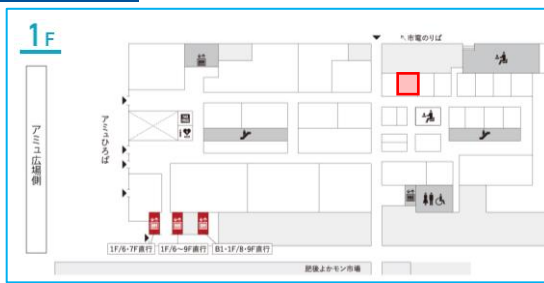 1F
市電のりば
アミュひろば
アミュ広場側
1F/6・7F直行
1F/6～9F直行
B1・1F/8・9F直行
肥後よかモン市場